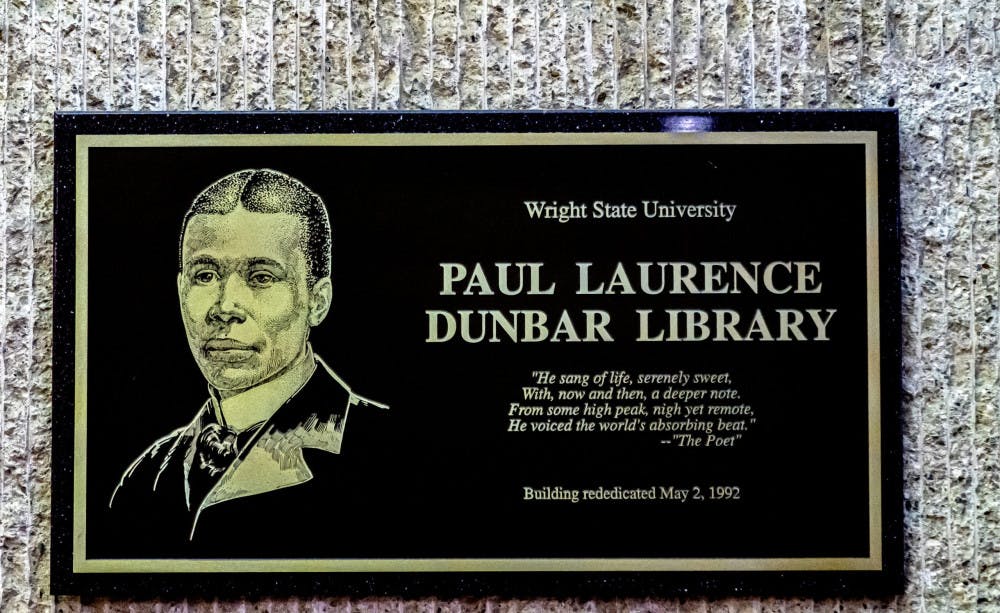 Wright State University
PAUL LAURENCE
DUNBAR LIBRARY
"He sang of life, serenely sweet,
With, now and then, a deeper note.
From some high peak, nigh yet remote,
He voiced the world's absorbing beat."
--"The Poet"
Building rededicated May 2, 1992